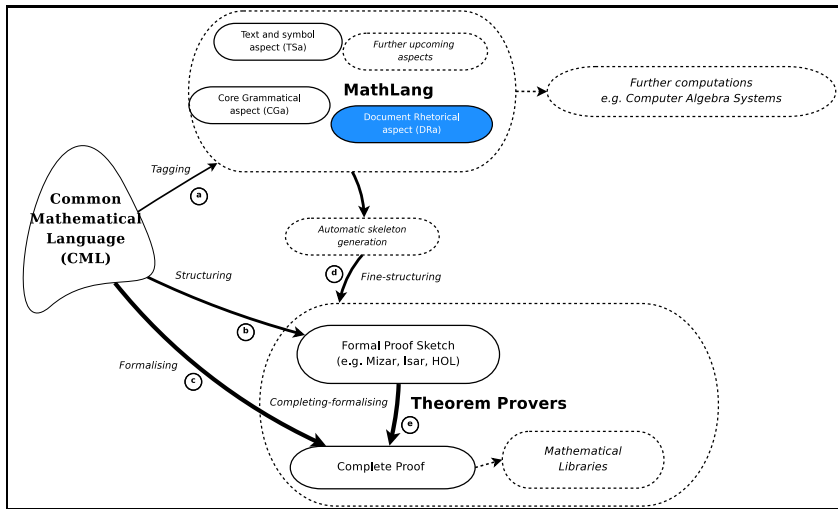 Text and symbol
aspect (TSa)
Further upcoming
aspects
MathLang
Further computations
e.g. Computer Algebra Systems
Core Grammatical
aspect (CGa)
Document Rhetorical
aspect (DRa)
Tagging
a
Common
Mathematical
Language
(CML)
Automatic skeleton
generation
Structuring
d
Fine-structuring
b
Formal Proof Sketch
(e.g. Mizar, Isar, HOL)
Formalising
c
Completing-formalising
Theorem Provers
e
Complete Proof
Mathematical
Libraries